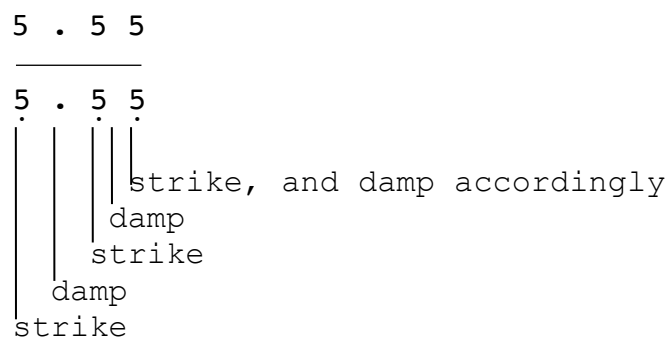 5 . 5 5
5 . 5 5
. . .
strike, and damp accordingly
damp
strike
damp
strike